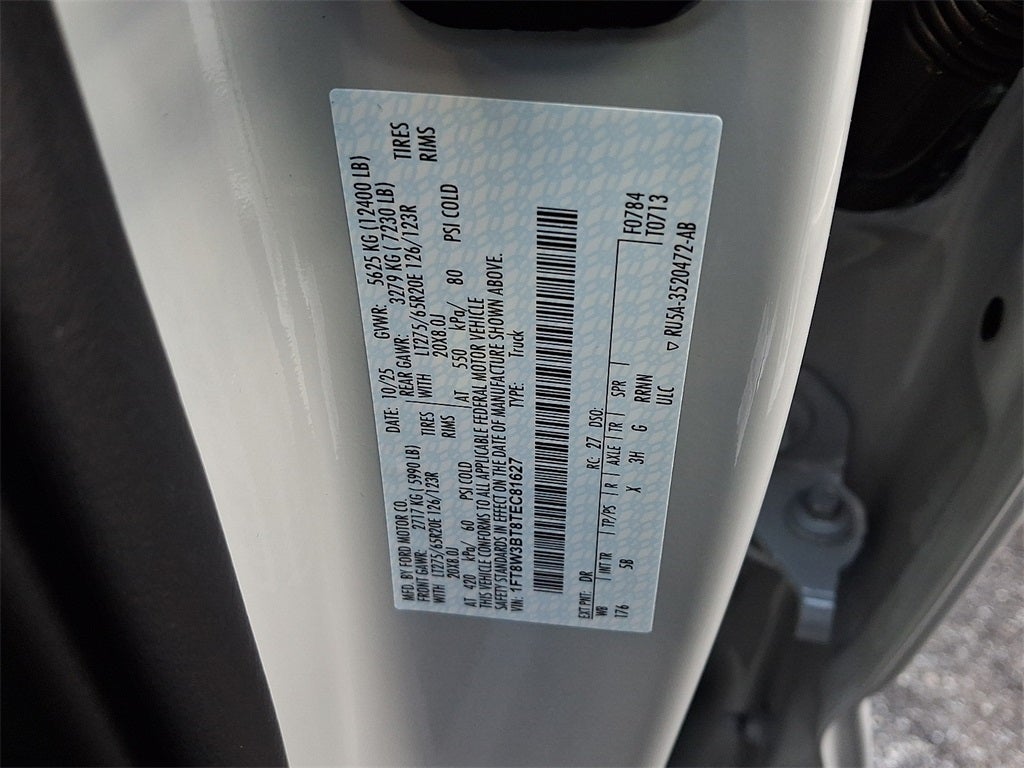 MFD. BY FORD MOTOR CO.
DATE: 10/25 GVWR: 5625 KG (12400 LB)
FRONT GAWR: 2717 KG ( 5990 LB) REAR GAWR: 3279 KG ( 7230 LB)
WITH LT275/65R20E 126/123R TIRES WITH LT275/65R20E 126/123R TIRES
20X8.0J RIMS 20X8.0J RIMS
AT 420 kPa/ 60 PSI COLD AT 550 kPa/ 80 PSI COLD
THIS VEHICLE CONFORMS TO ALL APPLICABLE FEDERAL MOTOR VEHICLE
SAFETY STANDARDS IN EFFECT ON THE DATE OF MANUFACTURE SHOWN ABOVE.
VIN: 1FT8W3BT8TEC81627 TYPE: Truck
EXT PNT: DR RC: 27 DSO: F0784
WB | INT TR | TP/PS | R | AXLE | TR | SPR | T0713
176 5B X 3H G RRMN
ULC ▽ RU5A-3520472-AB